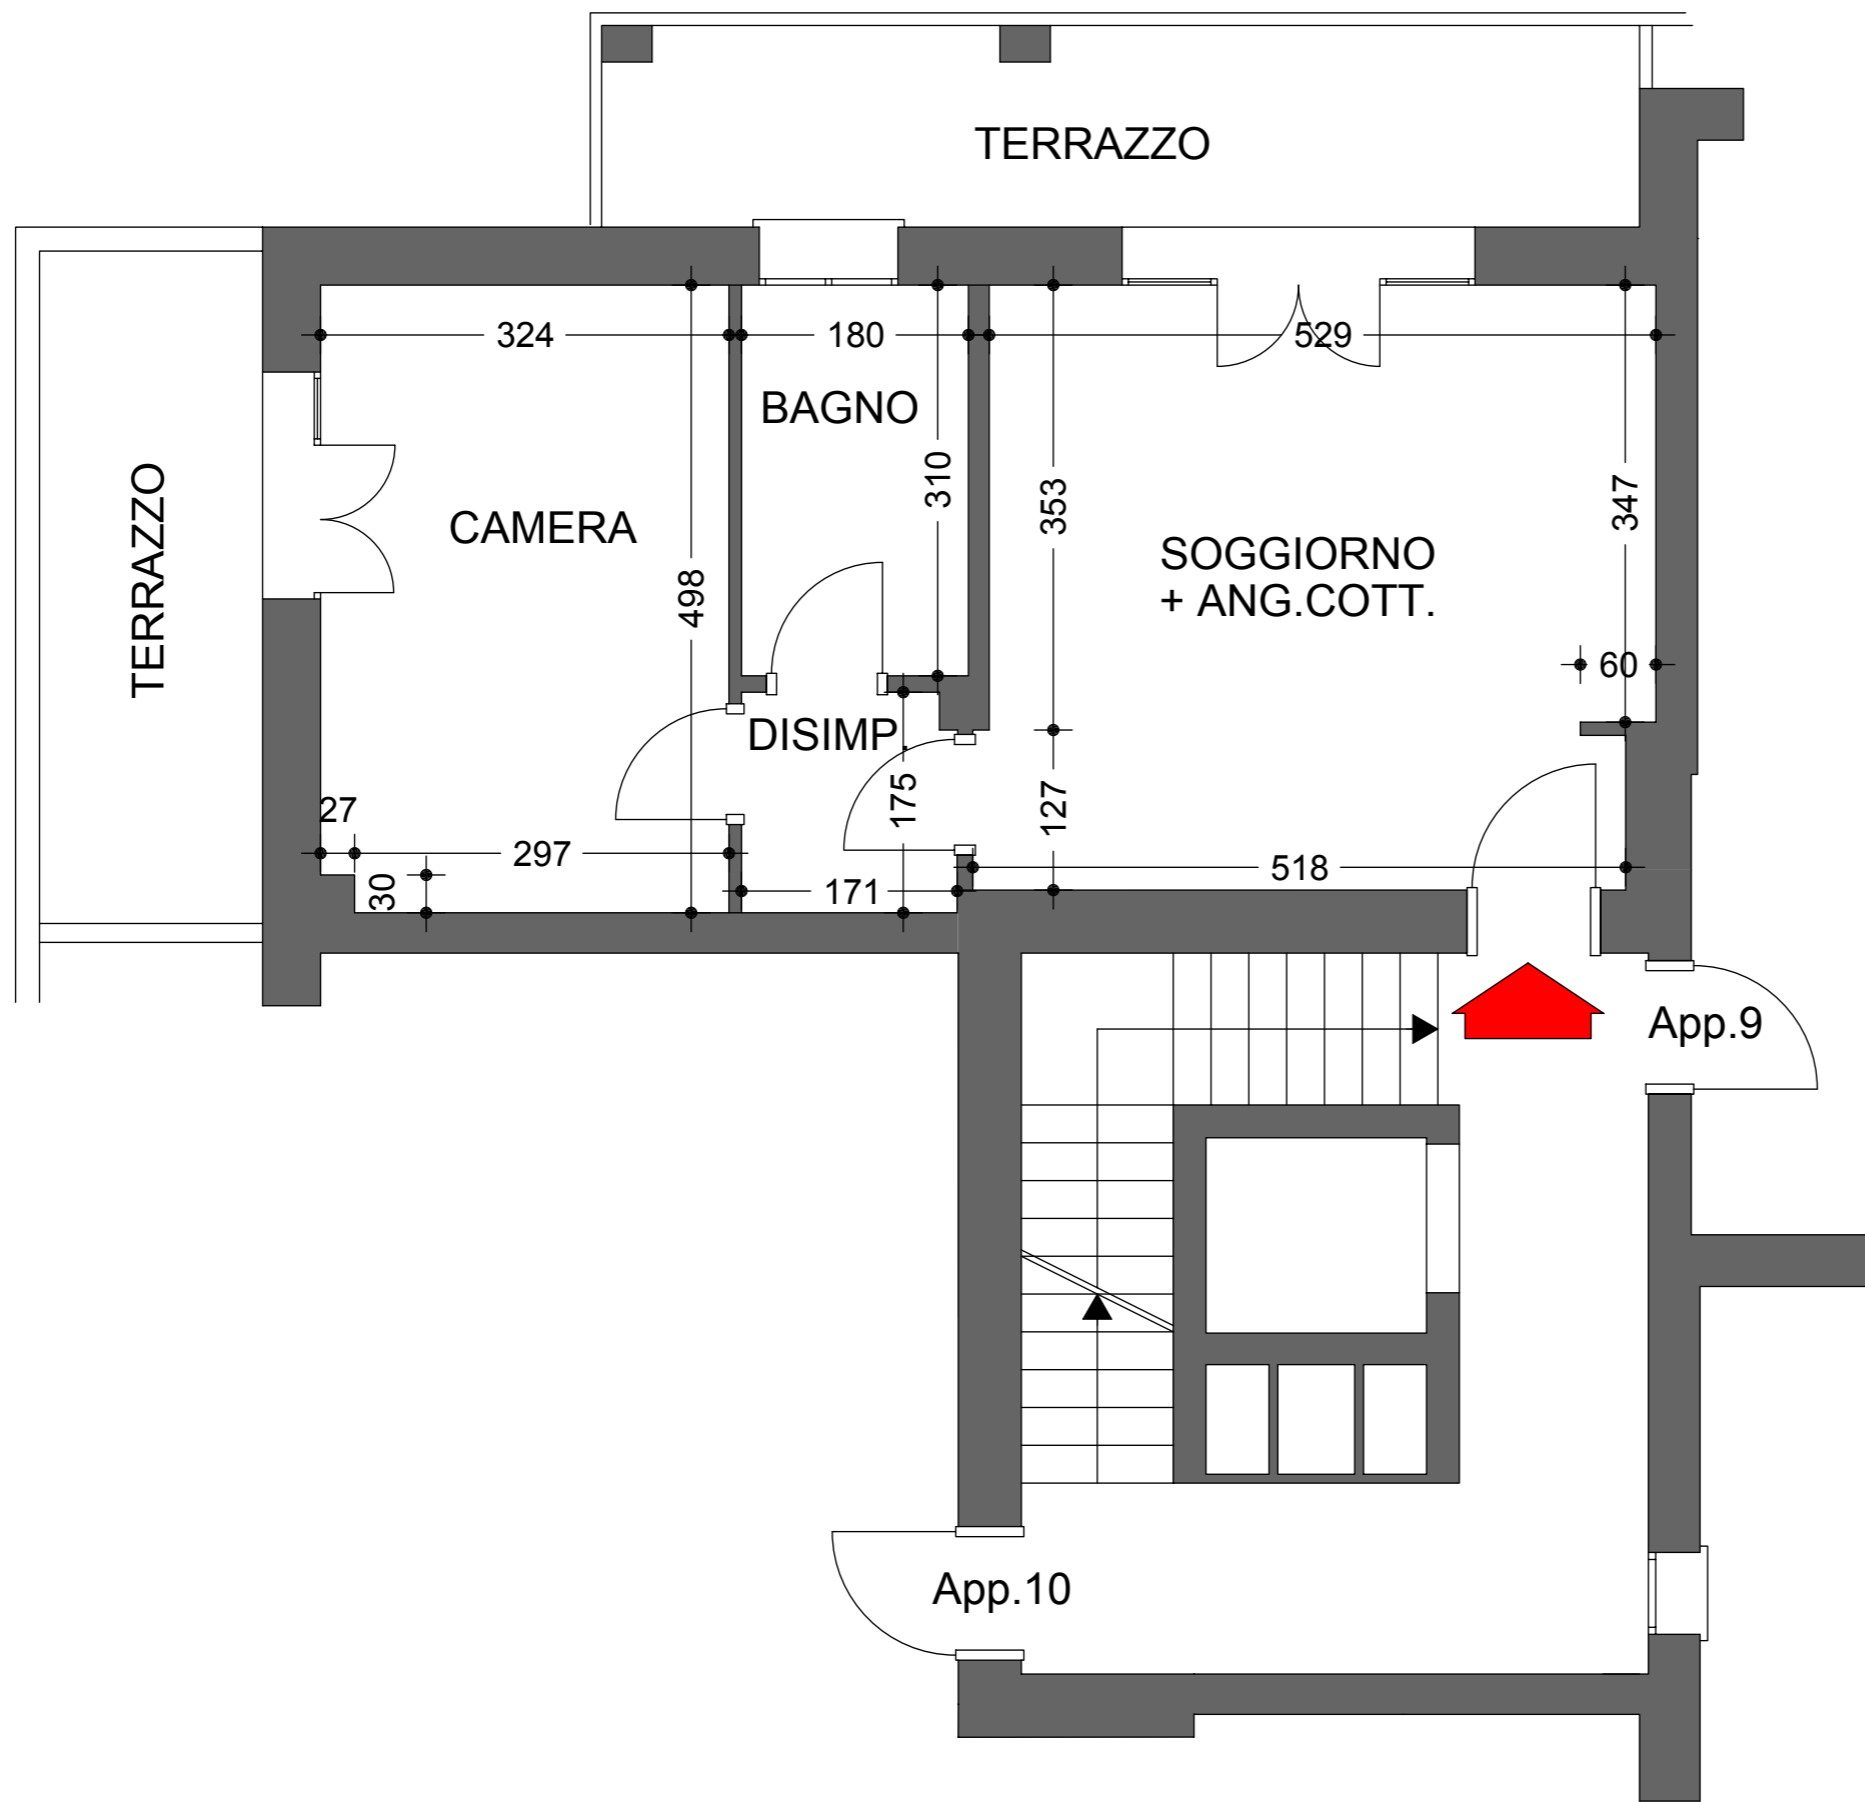 TERRAZZO
324
180
529
BAGNO
310
353
347
TERRAZZO
CAMERA
498
SOGGIORNO
+ ANG.COTT.
60
DISIMP.
175
127
27
297
30
171
518
App.9
App.10